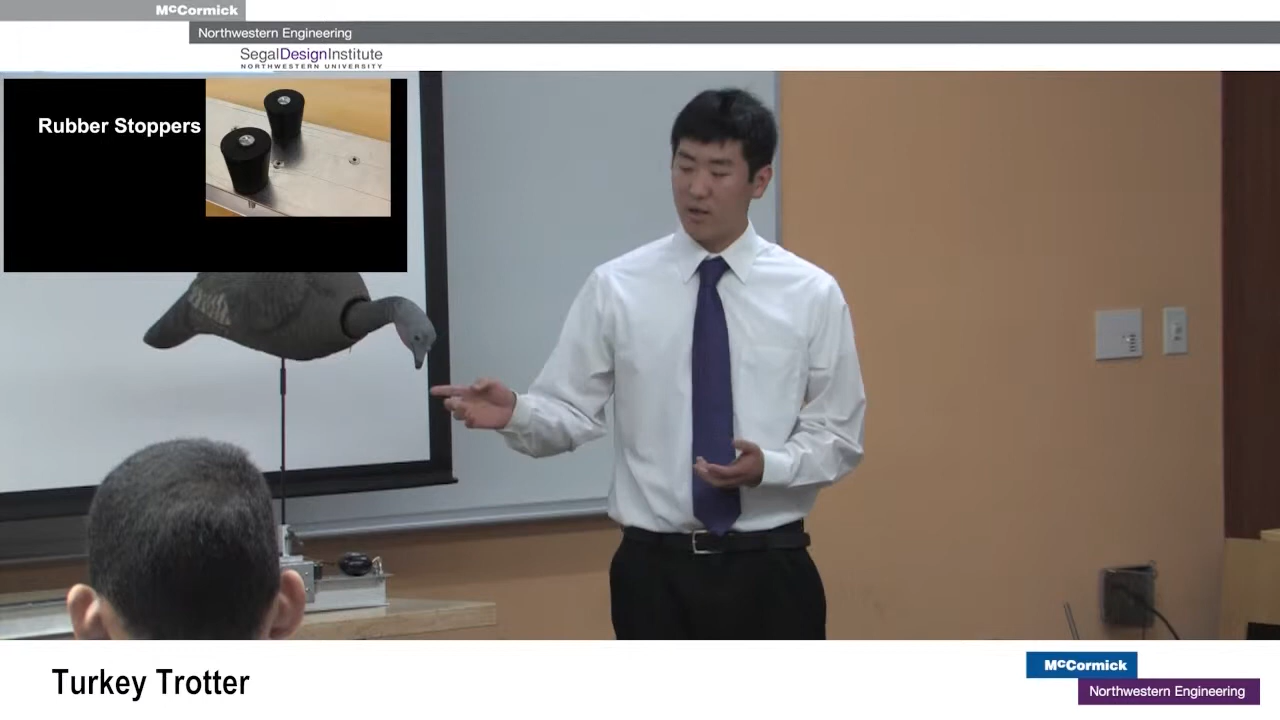 McCormick
Northwestern Engineering
SegalDesignInstitute
NORTHWESTERN UNIVERSITY
Rubber Stoppers
Turkey Trotter
McCormick
Northwestern Engineering